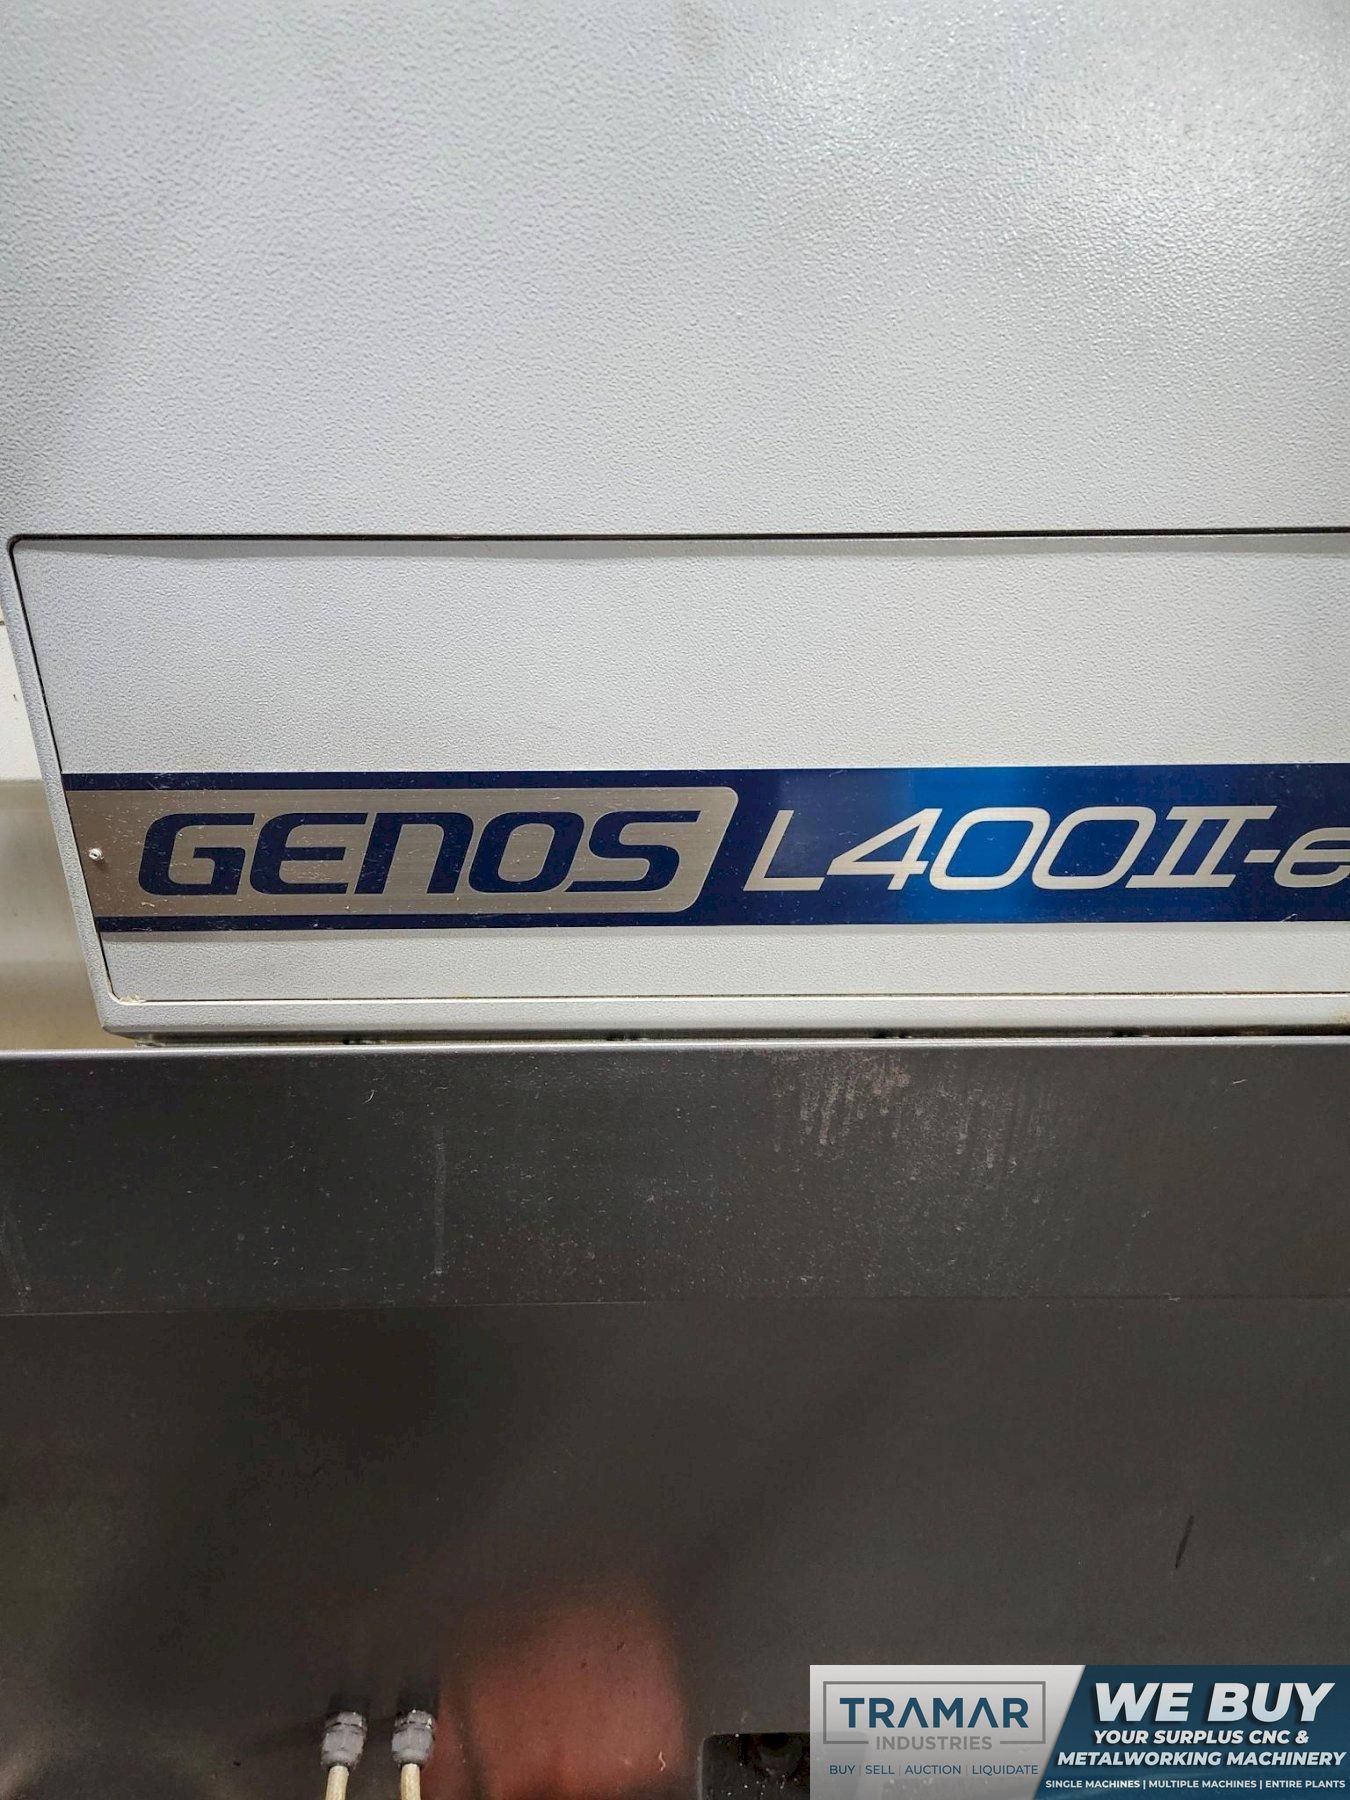 GENOS L400II-e
TRAMAR
INDUSTRIES
BUY | SELL | AUCTION | LIQUIDATE
WE BUY
YOUR SURPLUS CNC &
METALWORKING MACHINERY
SINGLE MACHINES | MULTIPLE MACHINES | ENTIRE PLANTS